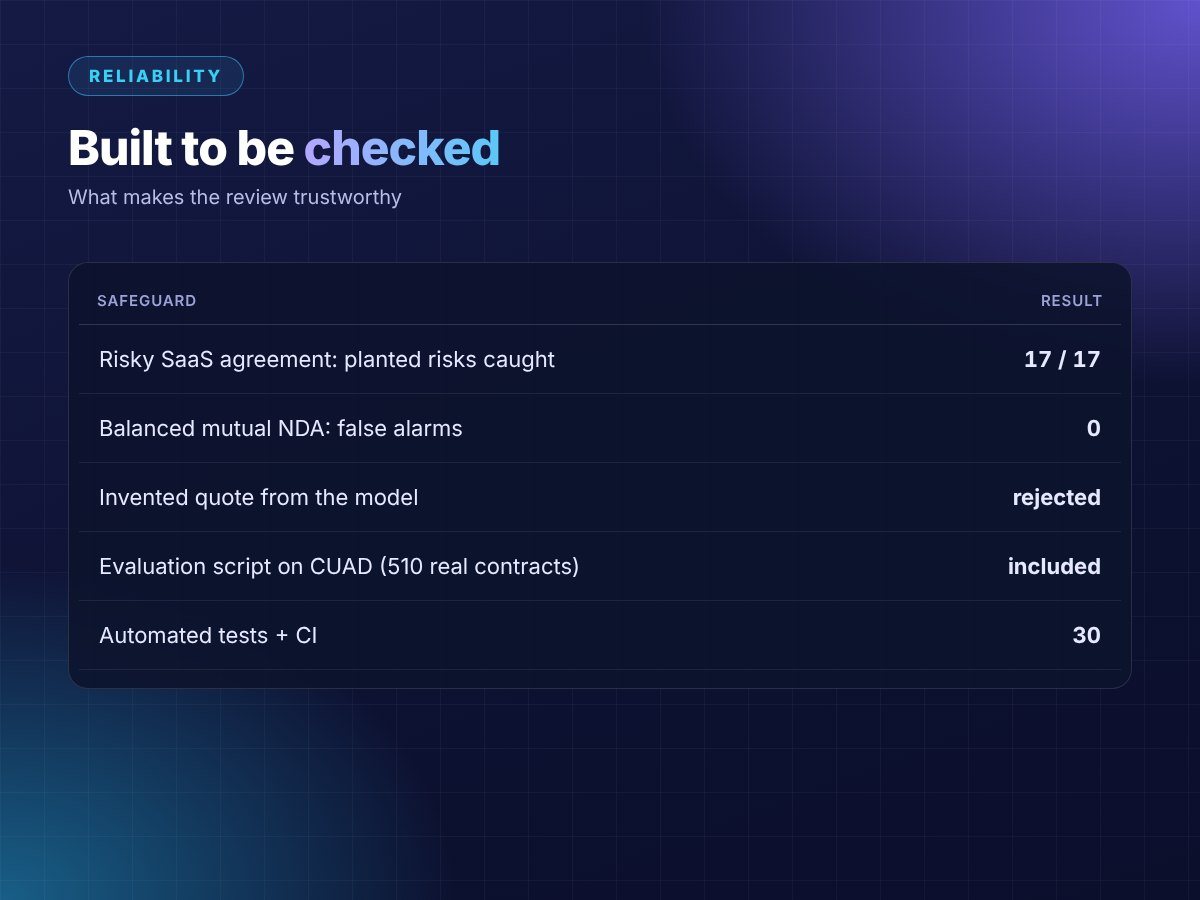 RELIABILITY
Built to be checked
What makes the review trustworthy
SAFEGUARD RESULT
Risky SaaS agreement: planted risks caught 17 / 17
Balanced mutual NDA: false alarms 0
Invented quote from the model rejected
Evaluation script on CUAD (510 real contracts) included
Automated tests + CI 30